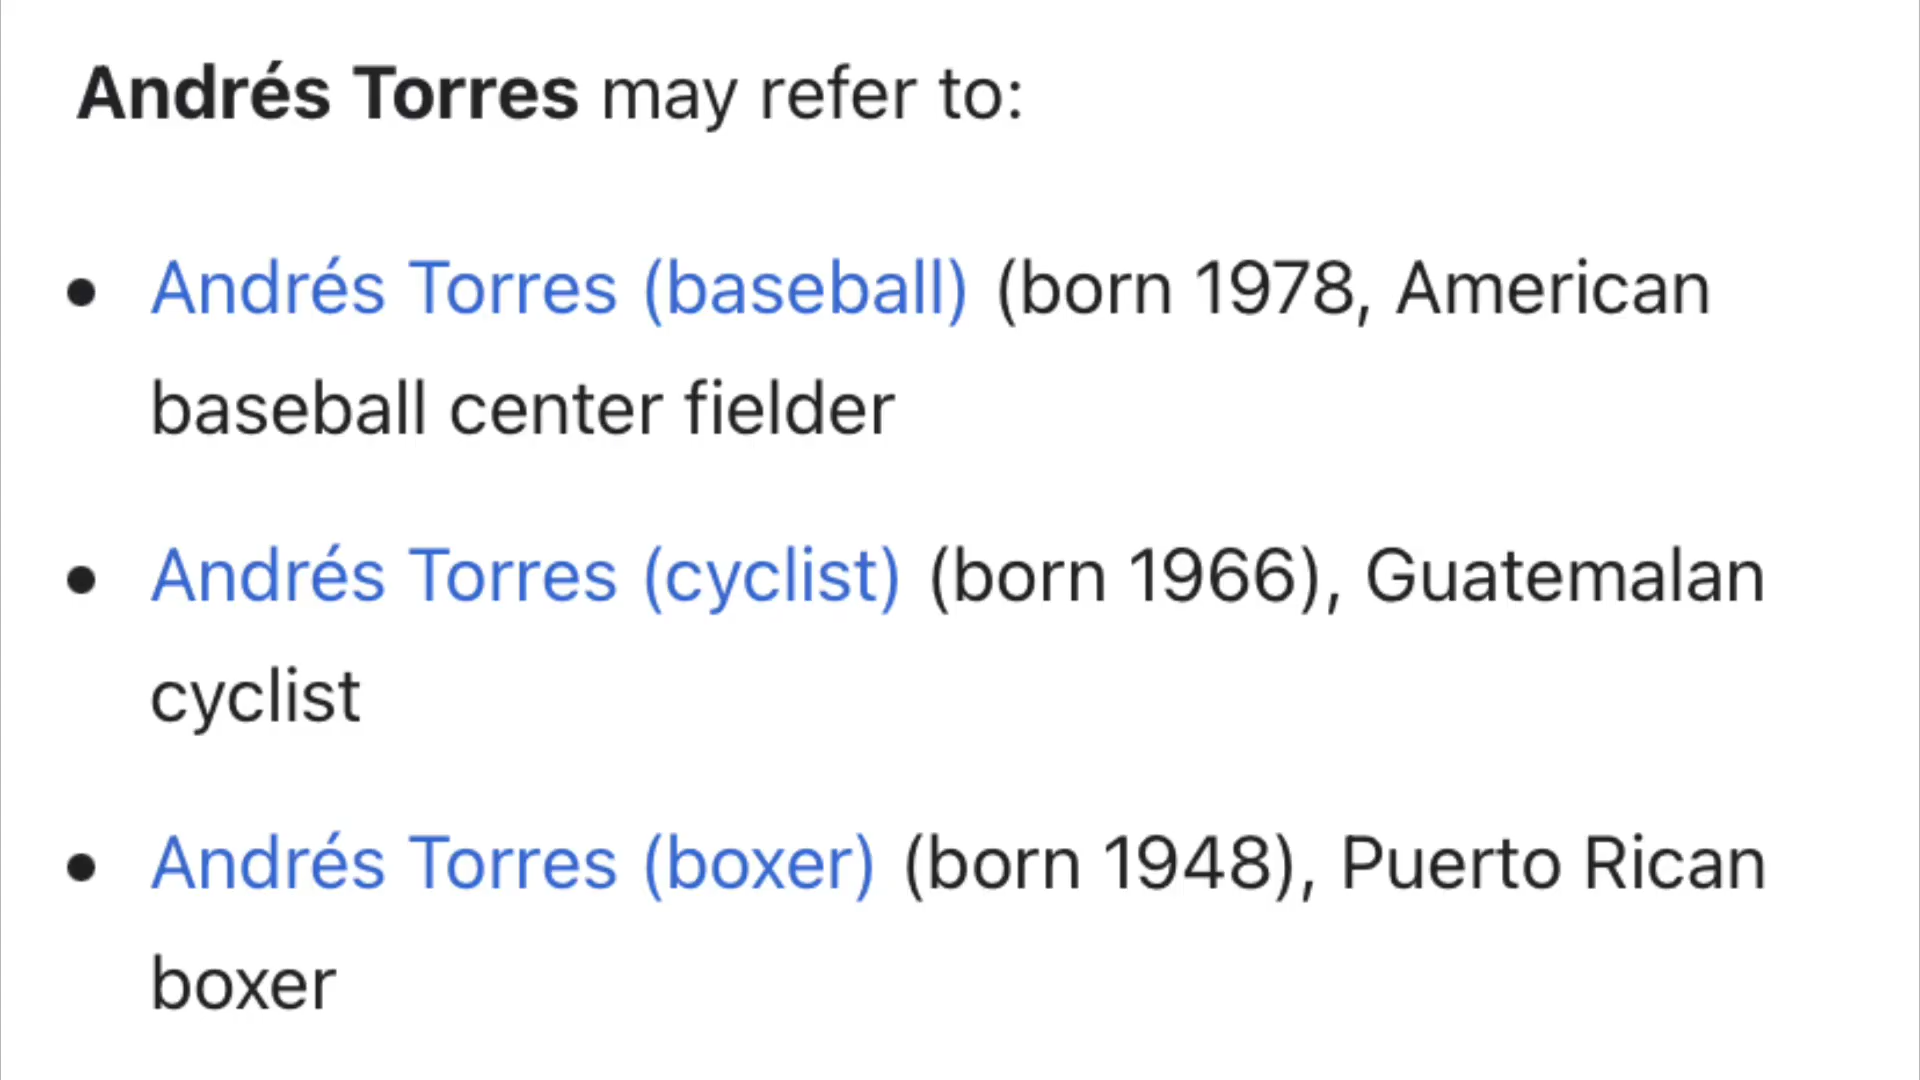 Andrés Torres may refer to:
• Andrés Torres (baseball) (born 1978, American
baseball center fielder
• Andrés Torres (cyclist) (born 1966), Guatemalan
cyclist
• Andrés Torres (boxer) (born 1948), Puerto Rican
boxer